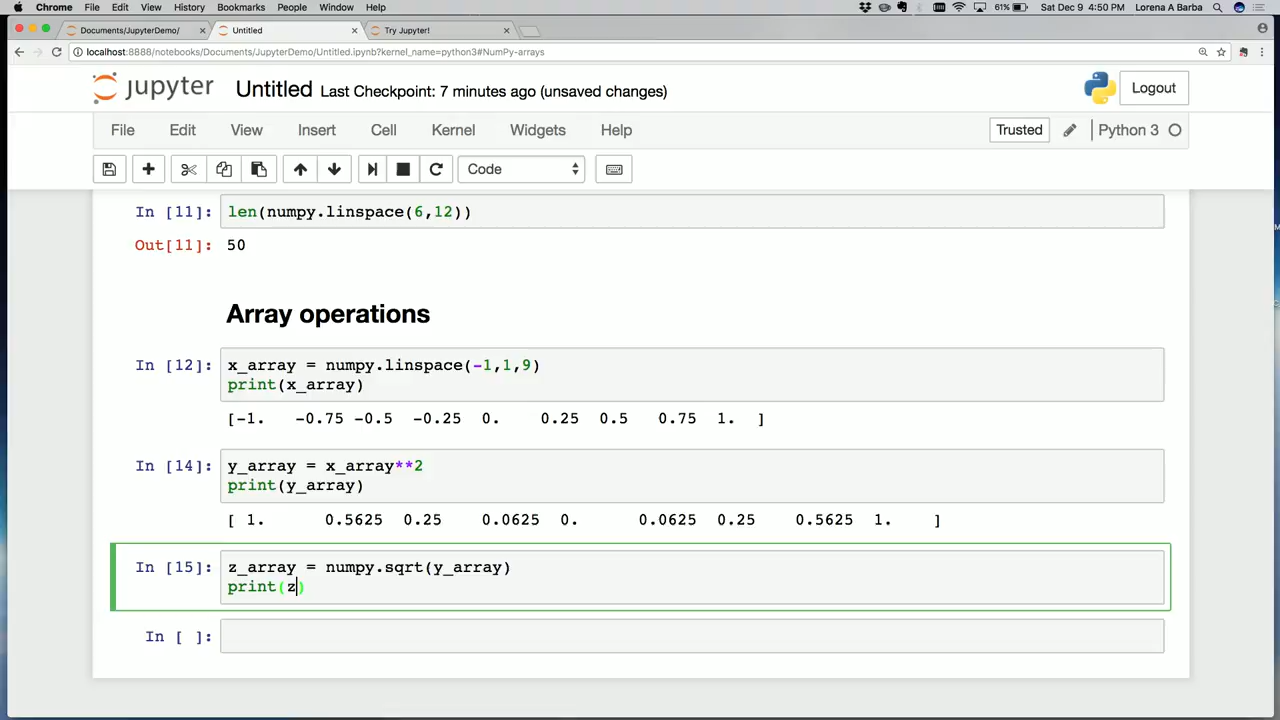 Chrome File Edit View History Bookmarks People Window Help 61% Sat Dec 9 4:50 PM Lorena A Barba
Documents/JupyterDemo/ Untitled Try Jupyter!
localhost:8888/notebooks/Documents/JupyterDemo/Untitled.ipynb?kernel_name=python3#NumPy-arrays
jupyter Untitled Last Checkpoint: 7 minutes ago (unsaved changes) Logout
File Edit View Insert Cell Kernel Widgets Help Trusted Python 3
Code
In [11]: len(numpy.linspace(6,12))
Out[11]: 50
Array operations
In [12]: x_array = numpy.linspace(-1,1,9)
print(x_array)
[-1. -0.75 -0.5 -0.25 0. 0.25 0.5 0.75 1. ]
In [14]: y_array = x_array**2
print(y_array)
[ 1. 0.5625 0.25 0.0625 0. 0.0625 0.25 0.5625 1. ]
In [15]: z_array = numpy.sqrt(y_array)
print(z)
In [ ]: